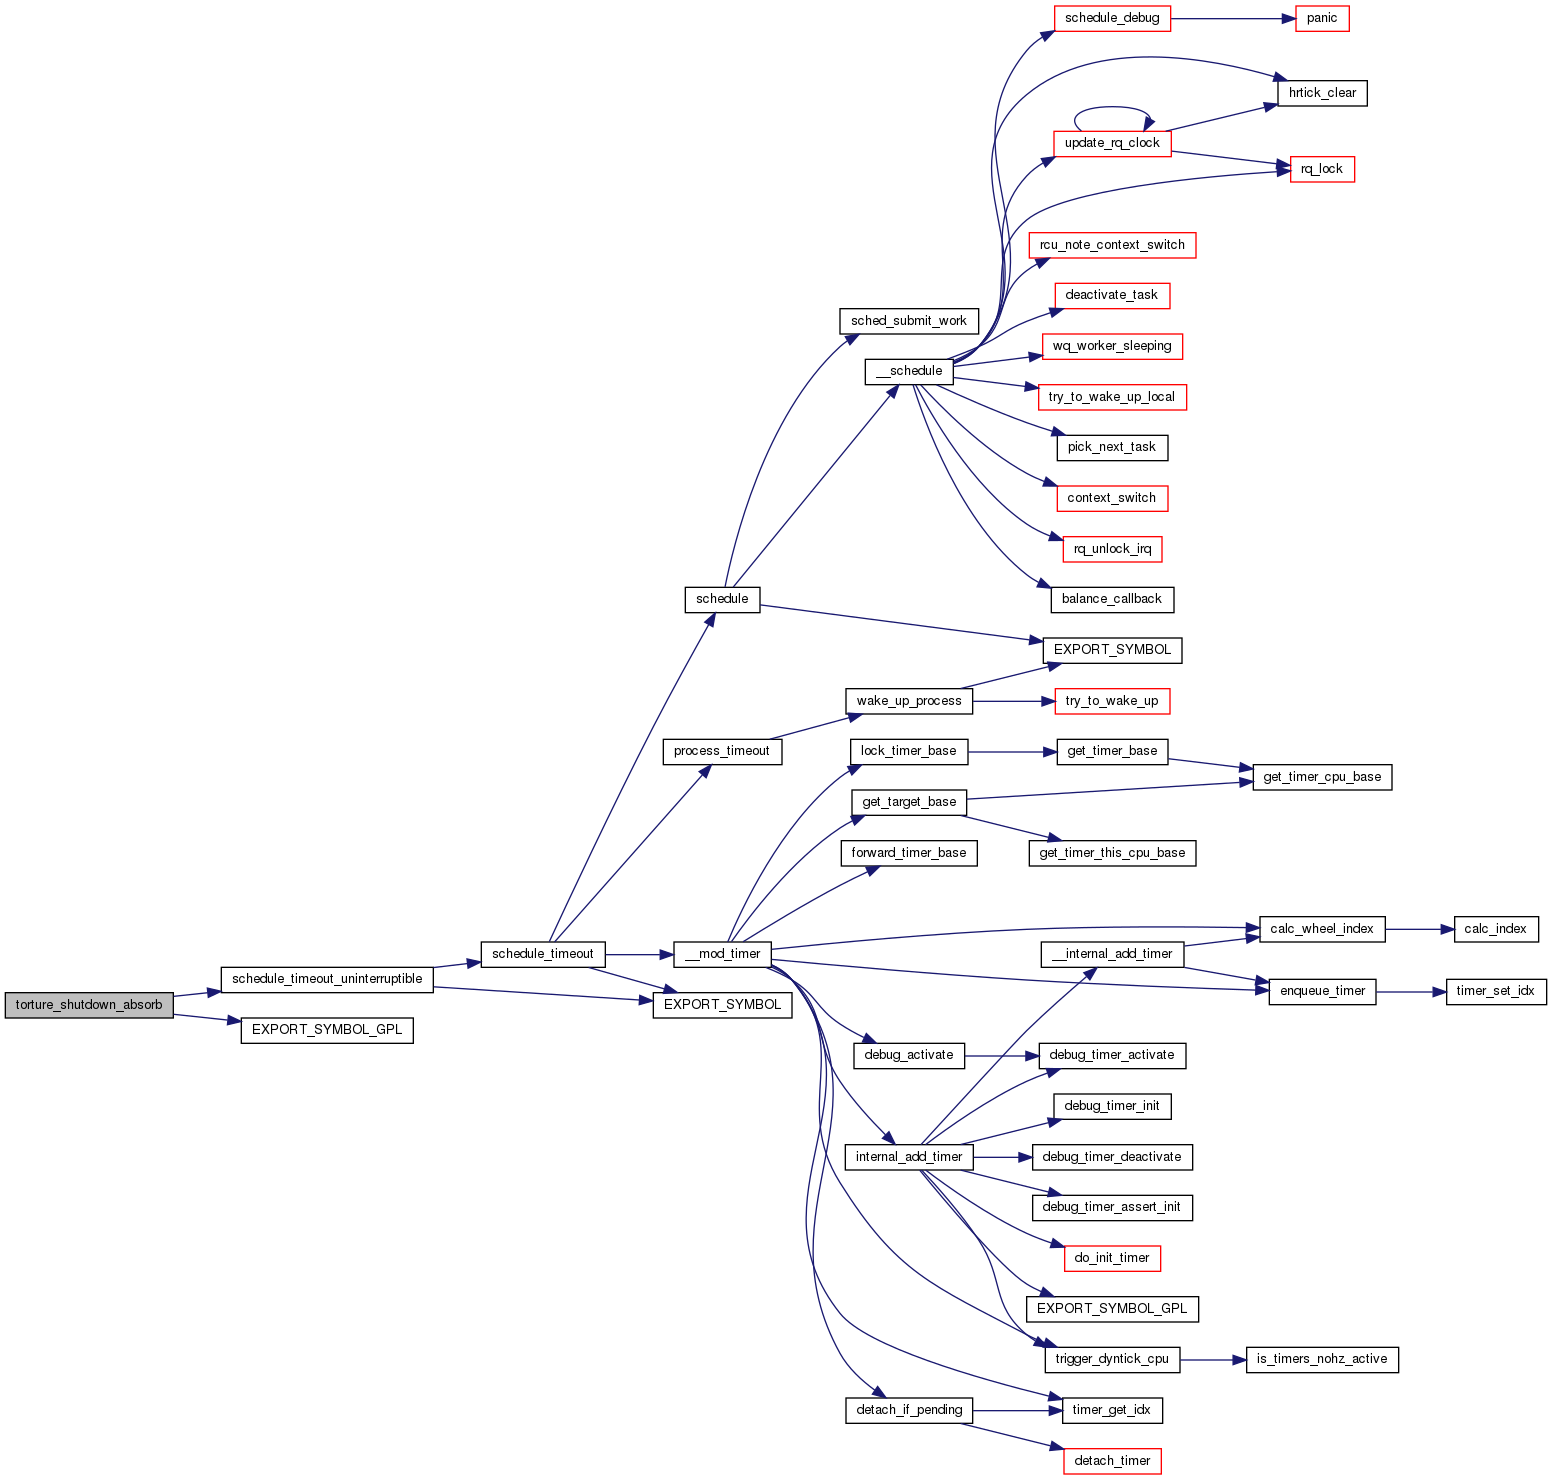 schedule_debug
panic
hrtick_clear
update_rq_clock
rq_lock
rcu_note_context_switch
deactivate_task
sched_submit_work
wq_worker_sleeping
__schedule
try_to_wake_up_local
pick_next_task
context_switch
rq_unlock_irq
schedule
balance_callback
EXPORT_SYMBOL
wake_up_process
try_to_wake_up
process_timeout
lock_timer_base
get_timer_base
get_timer_cpu_base
get_target_base
forward_timer_base
get_timer_this_cpu_base
calc_wheel_index
calc_index
schedule_timeout
__mod_timer
__internal_add_timer
schedule_timeout_uninterruptible
enqueue_timer
timer_set_idx
torture_shutdown_absorb
EXPORT_SYMBOL
EXPORT_SYMBOL_GPL
debug_activate
debug_timer_activate
debug_timer_init
internal_add_timer
debug_timer_deactivate
debug_timer_assert_init
do_init_timer
EXPORT_SYMBOL_GPL
trigger_dyntick_cpu
is_timers_nohz_active
detach_if_pending
timer_get_idx
detach_timer